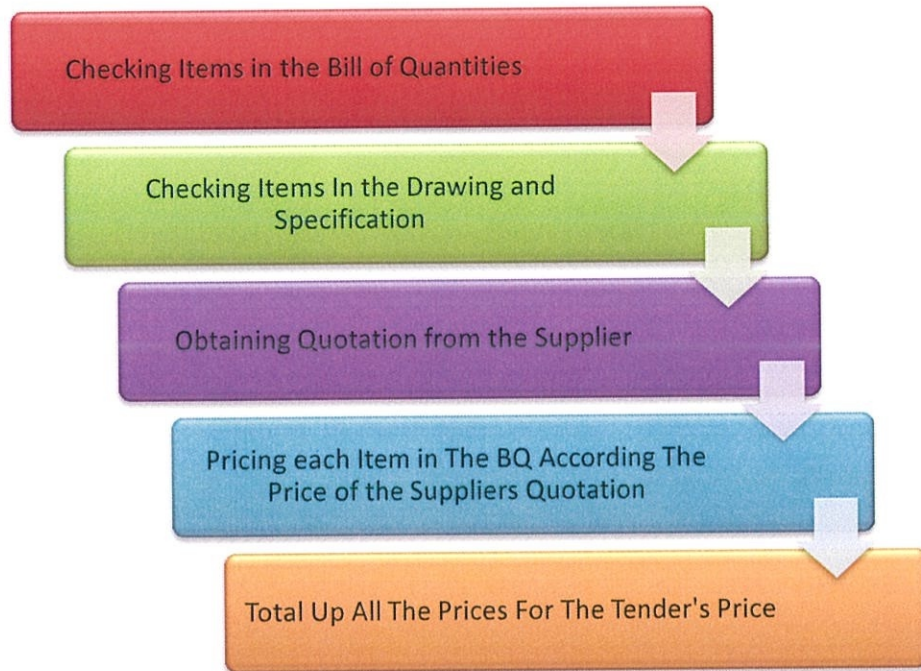 Checking Items in the Bill of Quantities
Checking Items In the Drawing and
Specification
Obtaining Quotation from the Supplier
Pricing each Item in The BQ According The
Price of the Suppliers Quotation
Total Up All The Prices For The Tender's Price